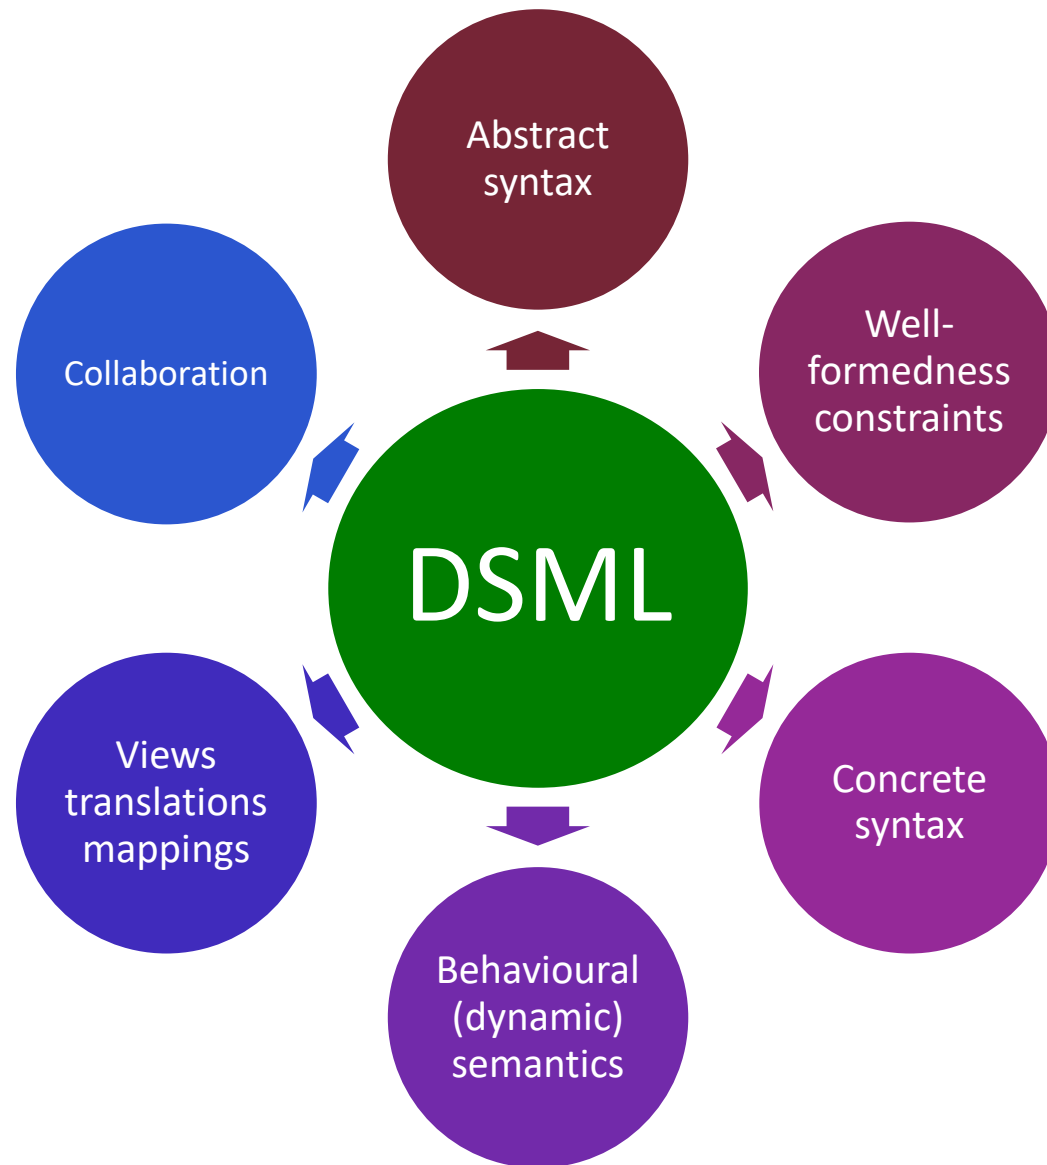 Abstract
syntax
Well-
formedness
constraints
Collaboration
DSML
Views
translations
mappings
Concrete
syntax
Behavioural
(dynamic)
semantics